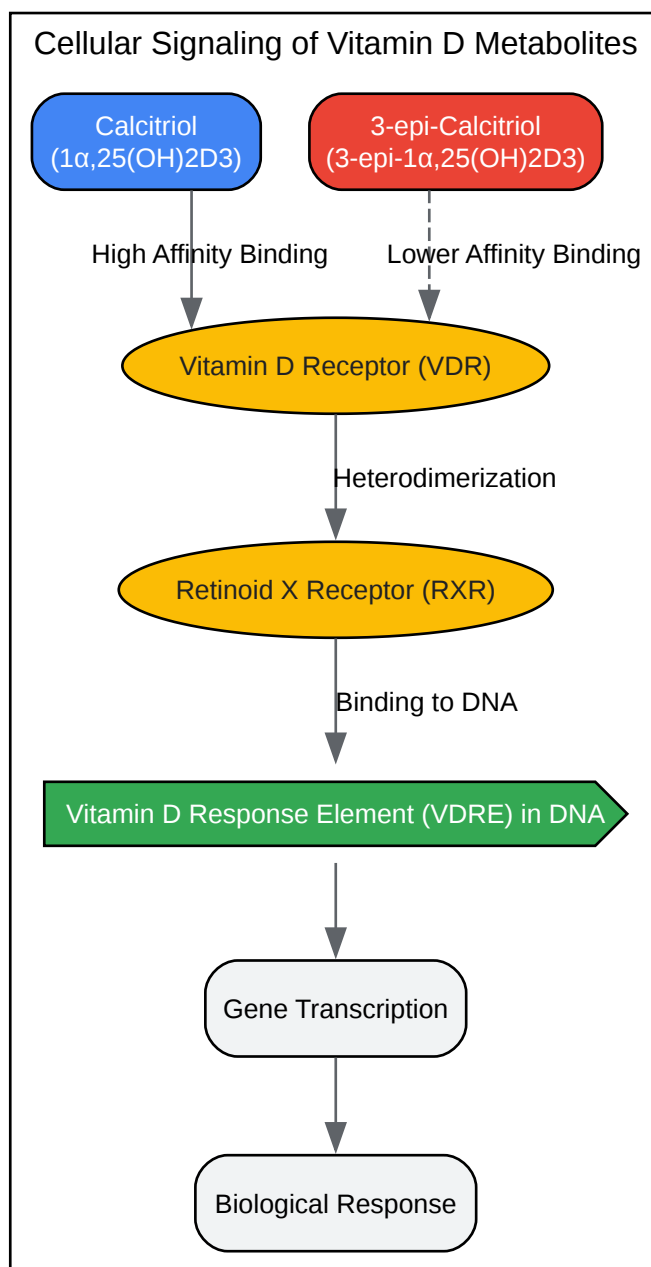 Cellular Signaling of Vitamin D Metabolites
Calcitriol
(1α,25(OH)2D3)
3-epi-Calcitriol
(3-epi-1α,25(OH)2D3)
High Affinity Binding
Lower Affinity Binding
Vitamin D Receptor (VDR)
Heterodimerization
Retinoid X Receptor (RXR)
Binding to DNA
Vitamin D Response Element (VDRE) in DNA
Gene Transcription
Biological Response